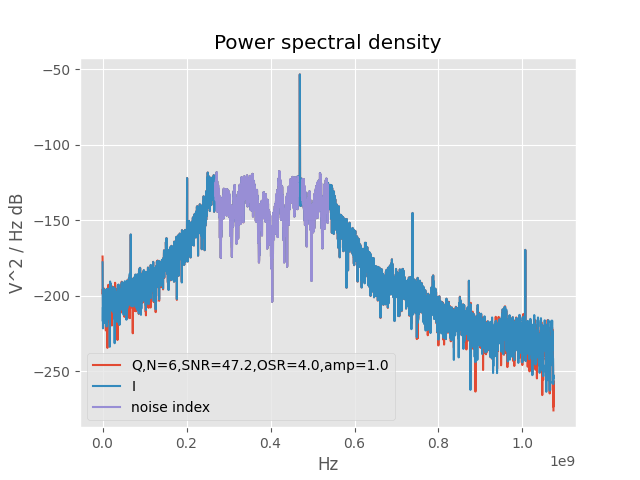 Power spectral density
−50
−100
−150
−200
−250
V^2 / Hz dB
Q,N=6,SNR=47.2,OSR=4.0,amp=1.0
I
noise index
0.0 0.2 0.4 0.6 0.8 1.0
1e9
Hz